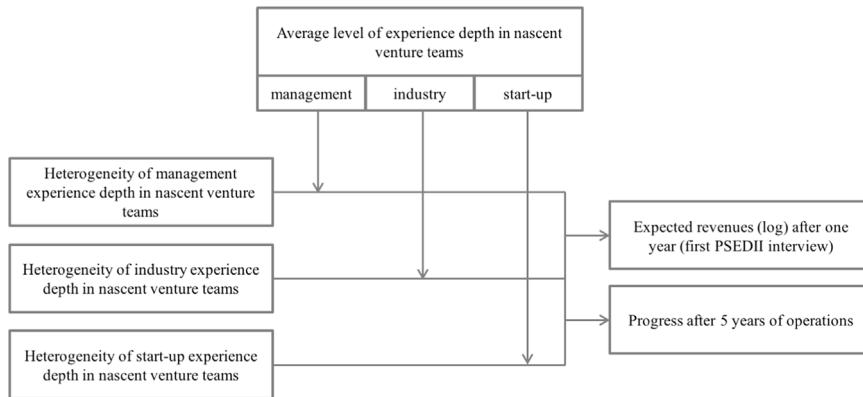 Average level of experience depth in nascent
venture teams
management
industry
start-up
Heterogeneity of management
experience depth in nascent venture
teams
Expected revenues (log) after one
year (first PSEDII interview)
Heterogeneity of industry experience
depth in nascent venture teams
Progress after 5 years of operations
Heterogeneity of start-up experience
depth in nascent venture teams